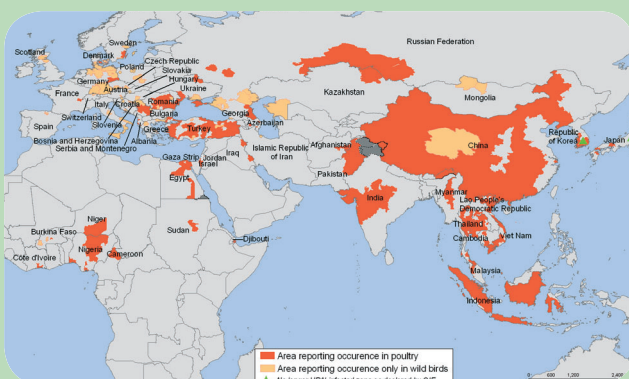 Sweden
Scotland
Denmark
Russian Federation
Czech Republic
Poland
Slovakia
Germany
Hungary
Austria
Ukraine
France
Kazakhstan
Italy
Croatia
Romania
Mongolia
Bulgaria
Georgia
Switzerland
Slovenia
Azerbaijan
Spain
Greece
Turkey
Republic
of Korea
Japan
Bosnia and Herzegovina
Albania
Serbia and Montenegro
Afghanistan
China
Gaza Strip
Jordan
Iraq
Islamic Republic
of Iran
Israel
Pakistan
Egypt
India
Myanmar
Lao People's
Democratic Republic
Niger
Burkina Faso
Sudan
Djibouti
Thailand
Viet Nam
Cambodia
Nigeria
Cameroon
Côte d'Ivoire
Malaysia,
Indonesia
Area reporting occurence in poultry
Area reporting occurence only in wild birds
0 600 1,200 2,400